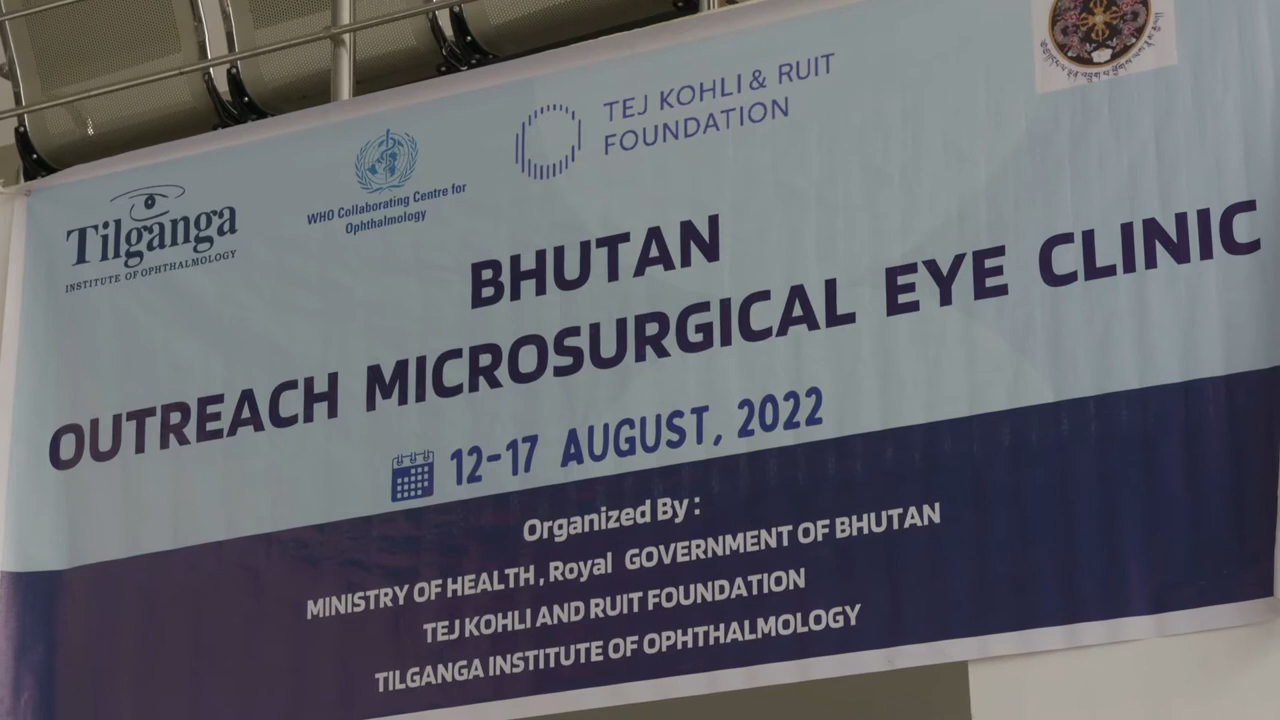 Tilganga
INSTITUTE OF OPHTHALMOLOGY
WHO Collaborating Centre for
Ophthalmology
TEJ KOHLI & RUIT
FOUNDATION
BHUTAN
OUTREACH MICROSURGICAL EYE CLINIC
12-17 AUGUST, 2022
Organized By :
MINISTRY OF HEALTH , Royal GOVERNMENT OF BHUTAN
TEJ KOHLI AND RUIT FOUNDATION
TILGANGA INSTITUTE OF OPHTHALMOLOGY